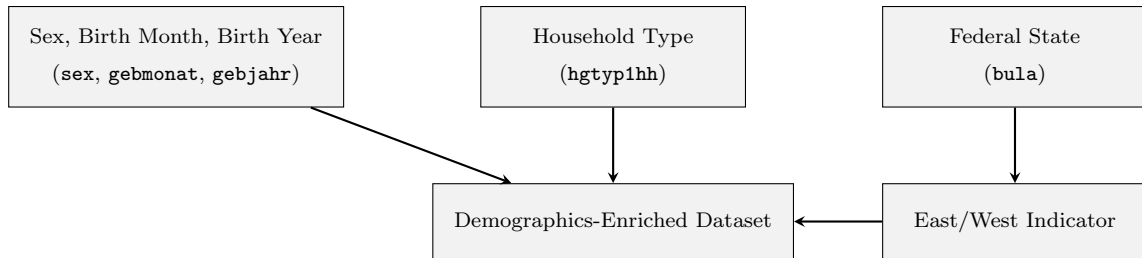 Sex, Birth Month, Birth Year
(sex, gebmonat, gebjahr)
Household Type
(hgtyp1hh)
Federal State
(bula)
Demographics-Enriched Dataset
East/West Indicator